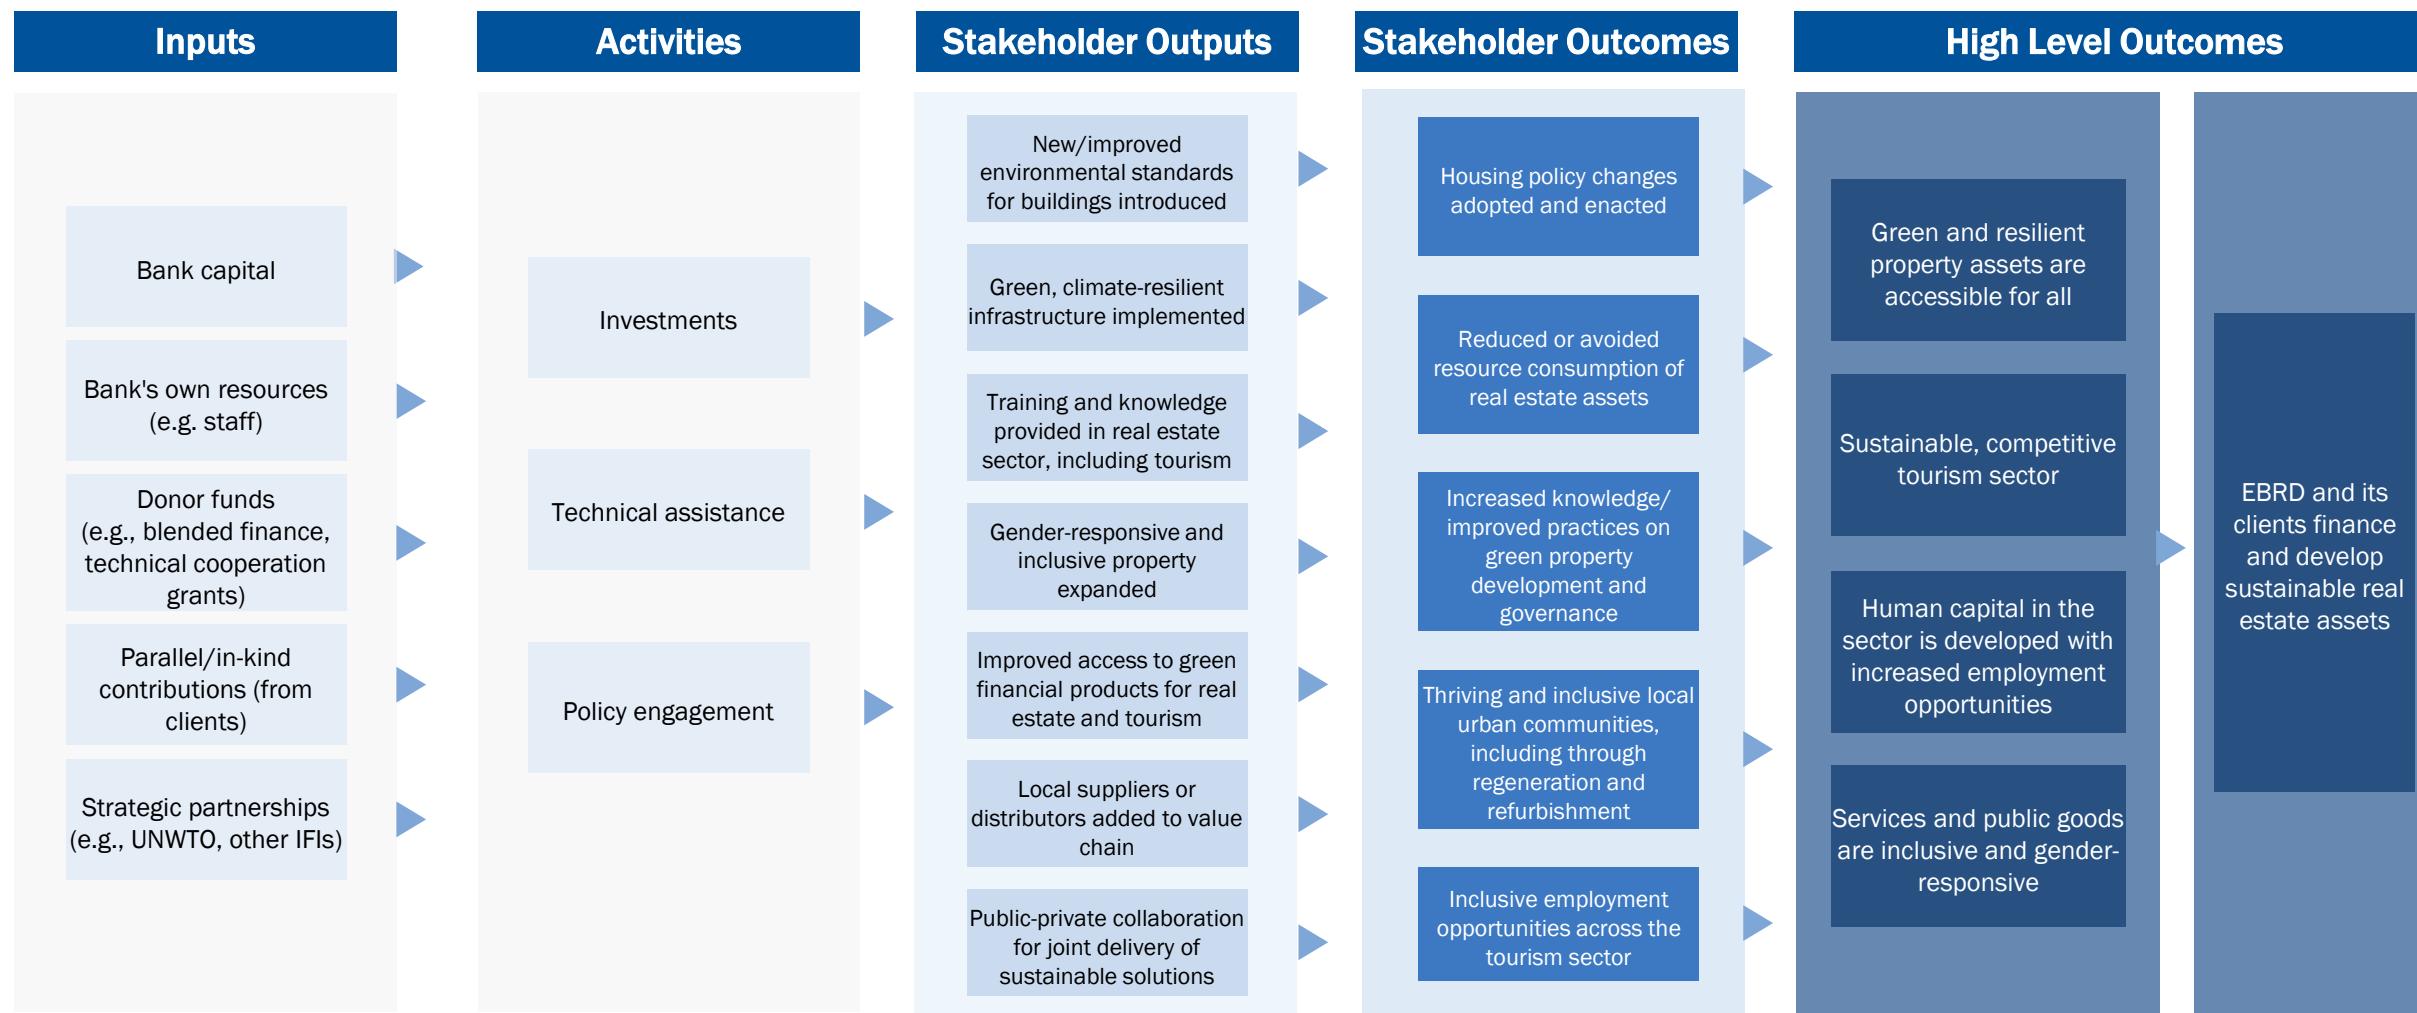 Inputs
Activities
Stakeholder Outputs
Stakeholder Outcomes
High Level Outcomes
Bank capital
Bank's own resources
(e.g. staff)
Donor funds
(e.g., blended finance,
technical cooperation
grants)
Parallel/in-kind
contributions (from
clients)
Strategic partnerships
(e.g., UNWTO, other IFIs)
Investments
Technical assistance
Policy engagement
New/improved
environmental standards
for buildings introduced
Green, climate-resilient
infrastructure implemented
Training and knowledge
provided in real estate
sector, including tourism
Gender-responsive and
inclusive property
expanded
Improved access to green
financial products for real
estate and tourism
Local suppliers or
distributors added to value
chain
Public-private collaboration
for joint delivery of
sustainable solutions
Housing policy changes
adopted and enacted
Reduced or avoided
resource consumption of
real estate assets
Increased knowledge/
improved practices on
green property
development and
governance
Thriving and inclusive local
urban communities,
including through
regeneration and
refurbishment
Inclusive employment
opportunities across the
tourism sector
Green and resilient
property assets are
accessible for all
Sustainable, competitive
tourism sector
Human capital in the
sector is developed with
increased employment
opportunities
Services and public goods
are inclusive and gender-
responsive
EBRD and its
clients finance
and develop
sustainable real
estate assets